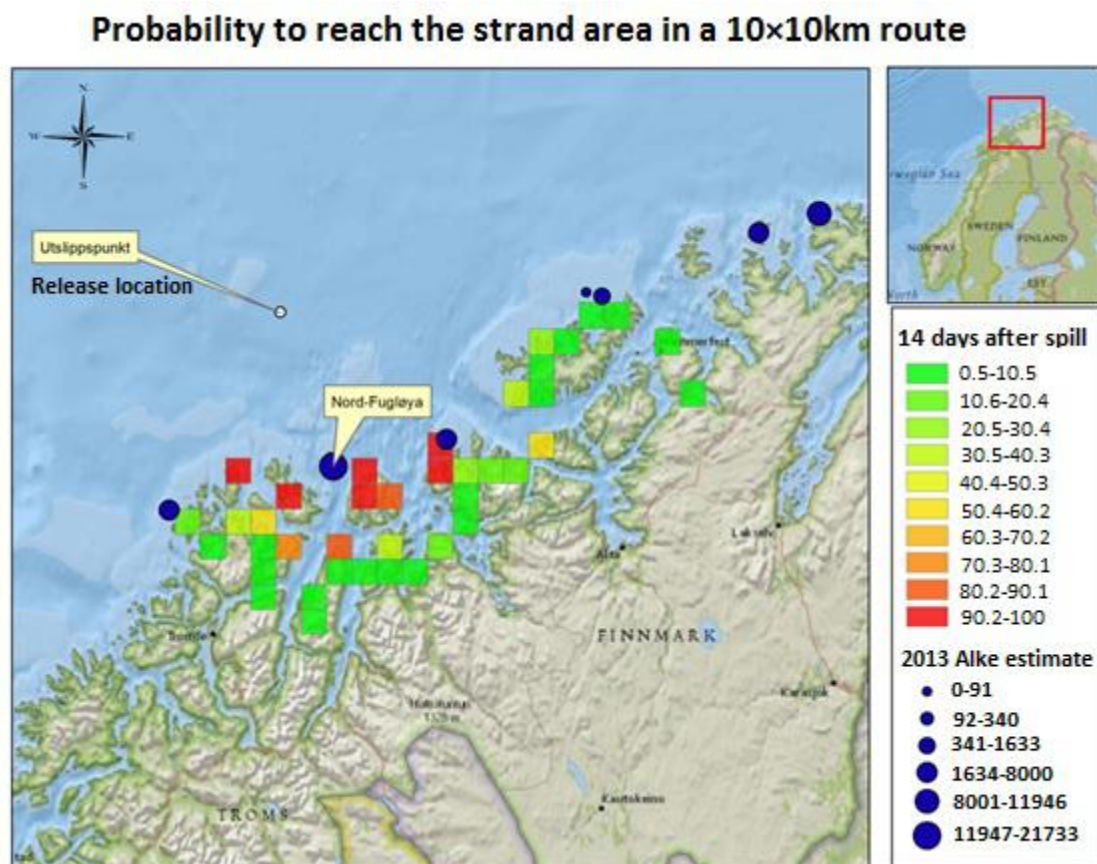 Probability to reach the strand area in a 10×10km route
N
W
E
S
Utslippspunkt
Release location
Nord-Fugløya
Tromsø
Alta
Lakselv
FINNMARK
Karasjok
Kautokeino
TROMS
Norwegian Sea
NORWAY
SWEDEN
FINLAND
EST.
North
14 days after spill
0.5-10.5
10.6-20.4
20.5-30.4
30.5-40.3
40.4-50.3
50.4-60.2
60.3-70.2
70.3-80.1
80.2-90.1
90.2-100
2013 Alke estimate
0-91
92-340
341-1633
1634-8000
8001-11946
11947-21733